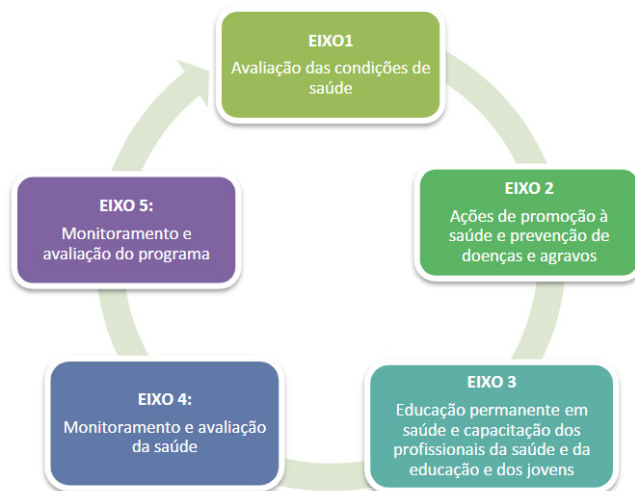 EIXO1
Avaliação das condições de
saúde
EIXO 2
Ações de promoção à
saúde e prevenção de
doenças e agravos
EIXO 3
Educação permanente em
saúde e capacitação dos
profissionais da saúde e da
educação e dos jovens
EIXO 4:
Monitoramento e avaliação
da saúde
EIXO 5:
Monitoramento e
avaliação do programa